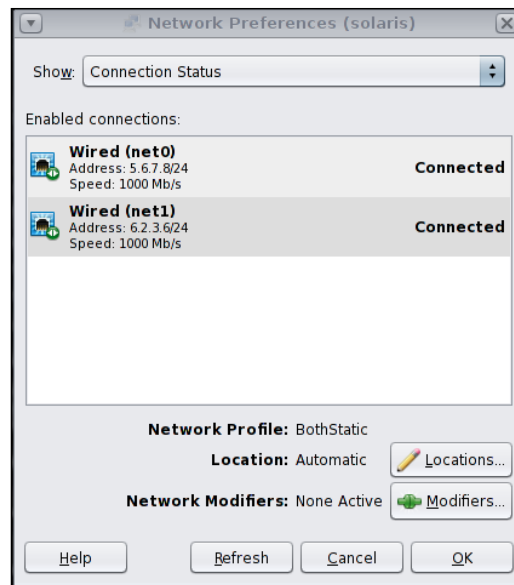 Network Preferences (solaris)
Show: Connection Status
Enabled connections:
Wired (net0)
Address: 5.6.7.8/24
Connected
Speed: 1000 Mb/s
Wired (net1)
Address: 6.2.3.6/24
Connected
Speed: 1000 Mb/s
Network Profile: BothStatic
Location: Automatic
Locations...
Network Modifiers: None Active
Modifiers...
Help Refresh Cancel OK